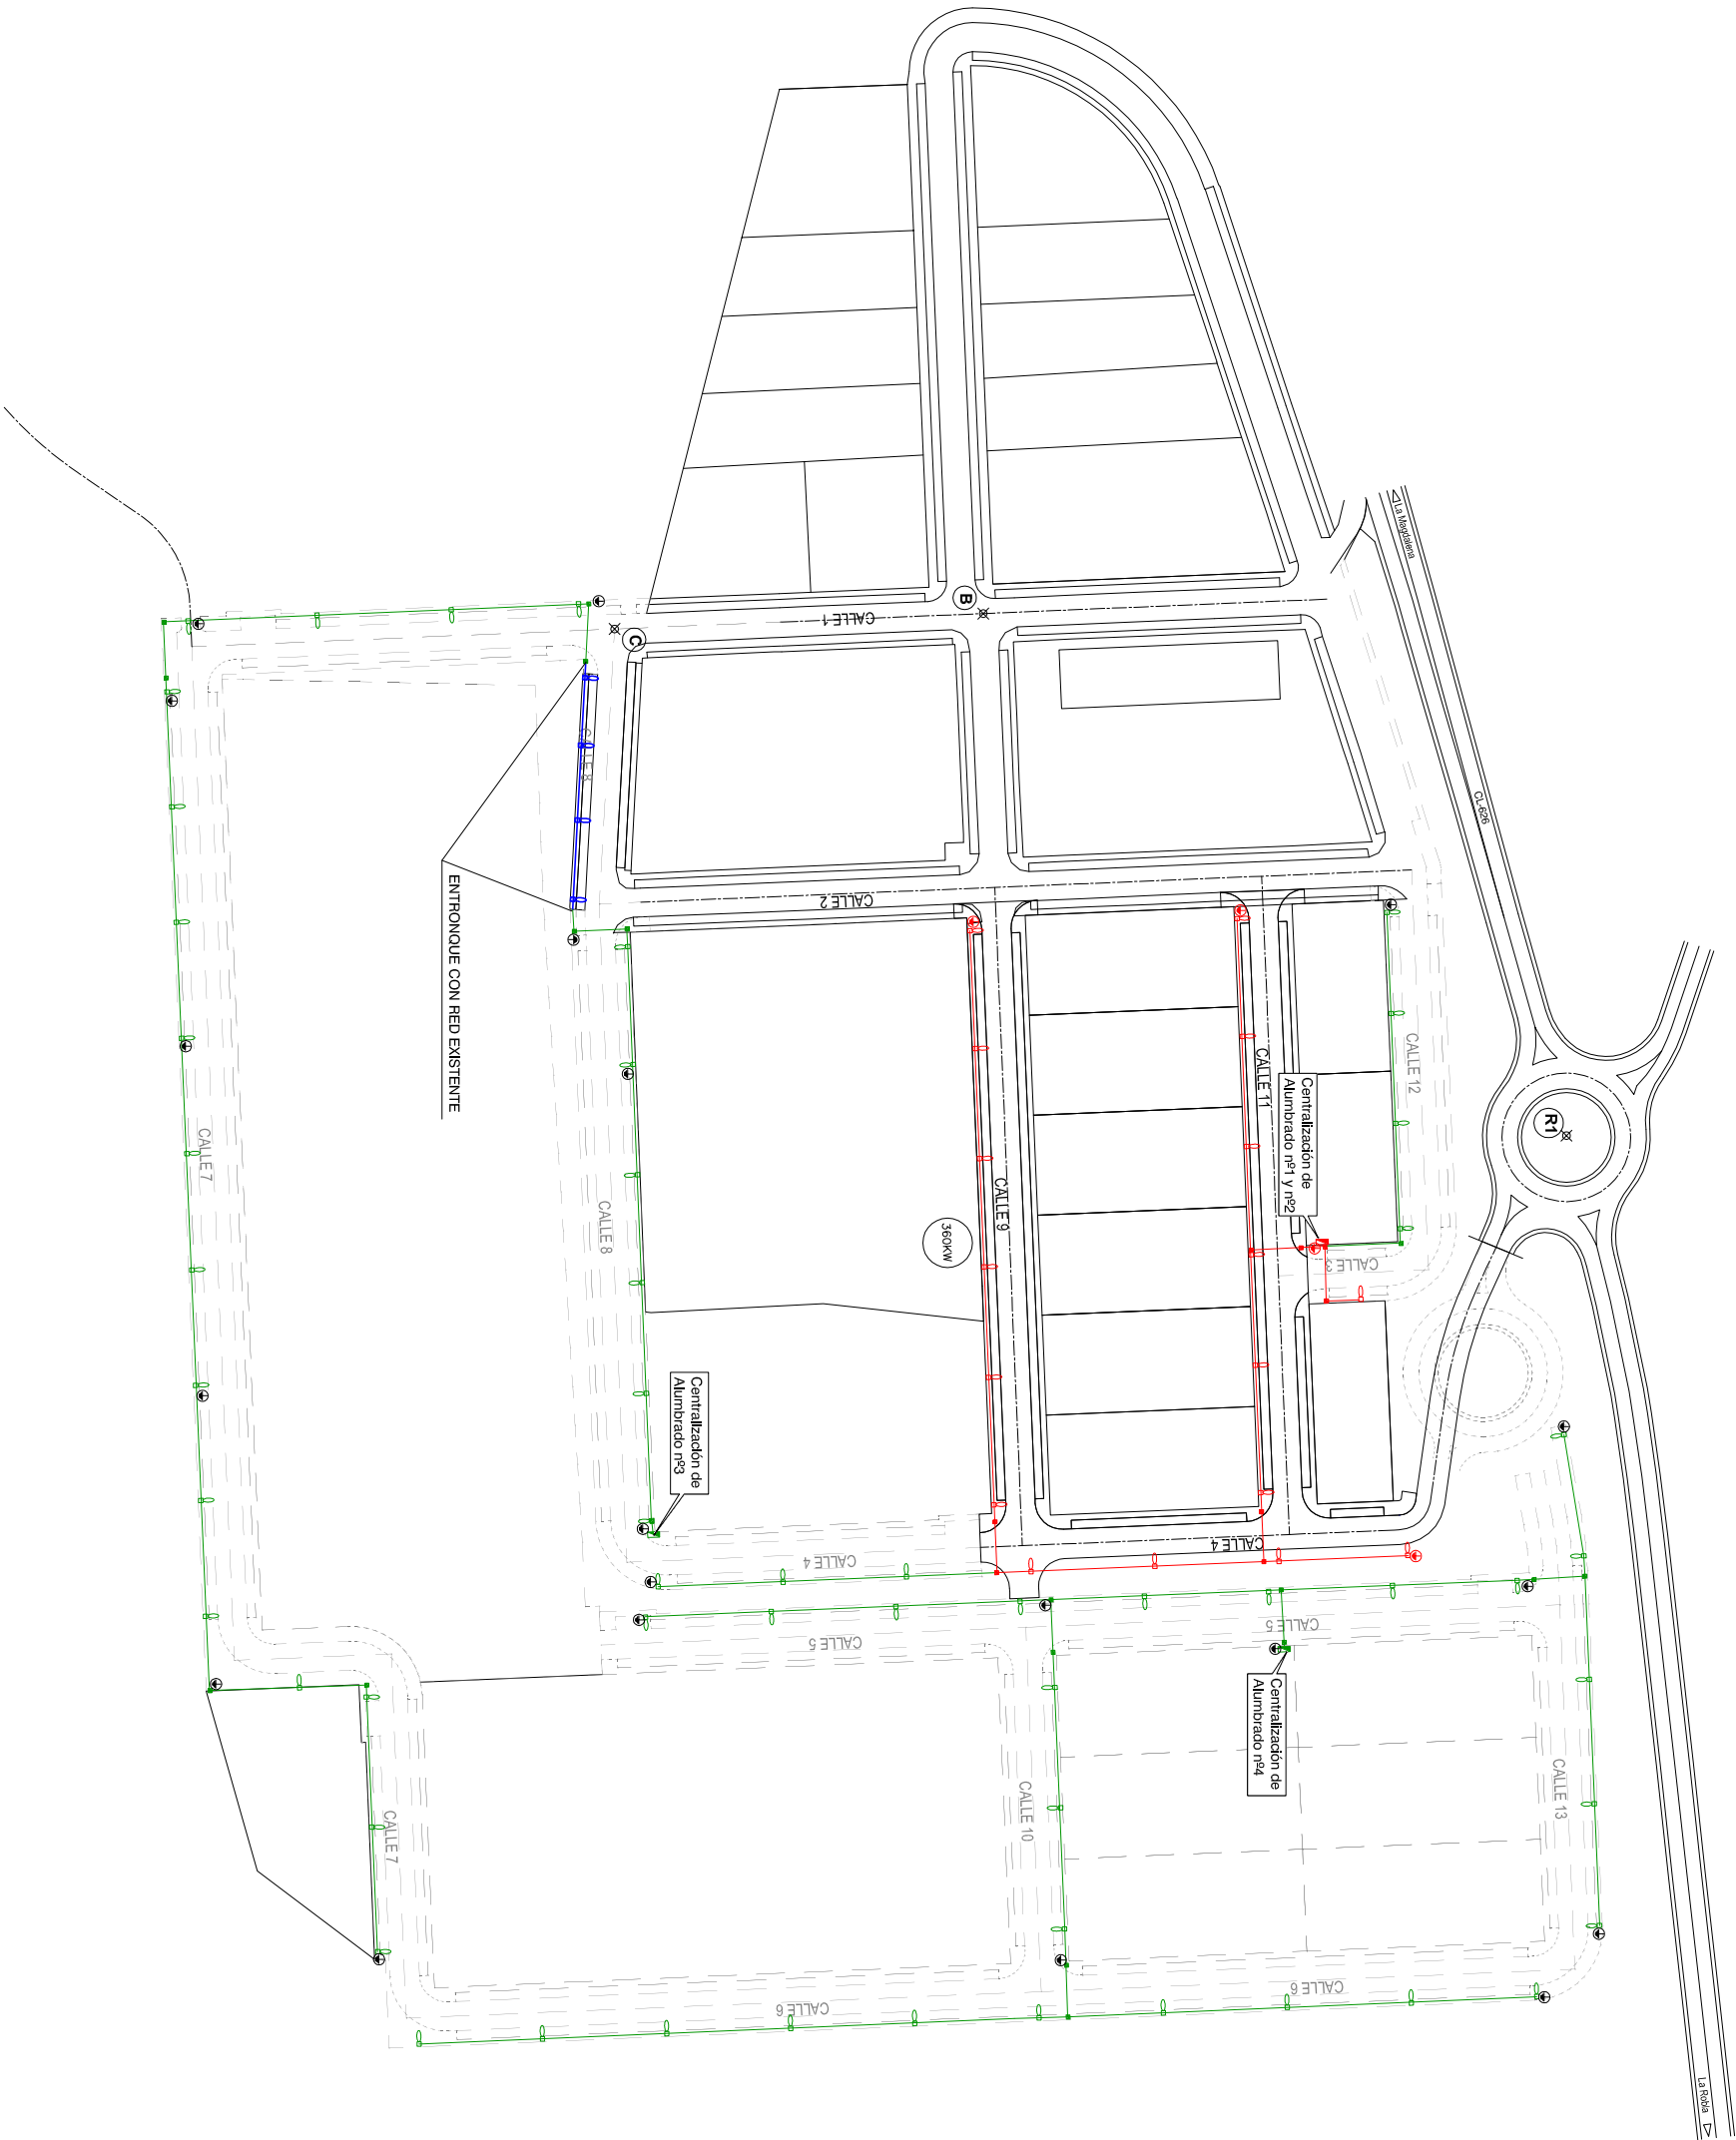 La Magdalena
CL-626
B
CALLE 1
C
CALLE 8
CALLE 2
ENTRONQUE CON RED EXISTENTE
CALLE 12
CALLE 11
Centralización de
Alumbrado nº1 y nº2
R1
CALLE 7
CALLE 8
CALLE 9
360KW
CALLE 3
Centralización de
Alumbrado nº3
CALLE 4
CALLE 4
CALLE 5
CALLE 5
Centralización de
Alumbrado nº4
CALLE 13
CALLE 10
CALLE 7
CALLE 6
CALLE 6
La Robla